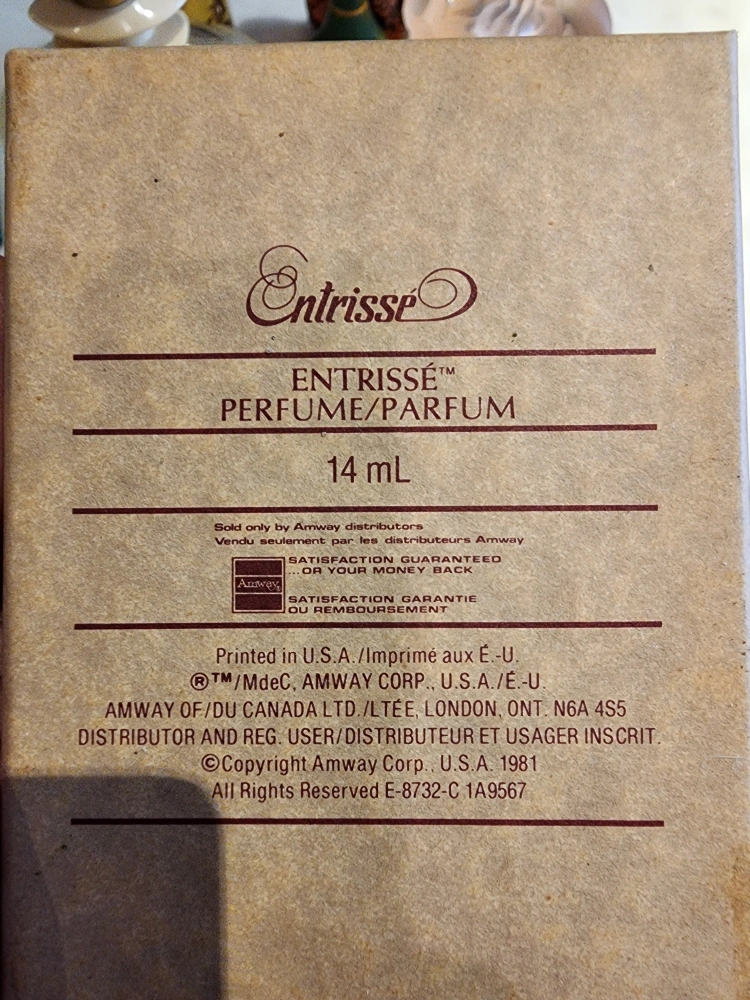 Entrissé
ENTRISSÉ™
PERFUME/PARFUM
14 mL
Sold only by Amway distributors
Vendu seulement par les distributeurs Amway
Amway®
SATISFACTION GUARANTEED
...OR YOUR MONEY BACK
SATISFACTION GARANTIE
OU REMBOURSEMENT
Printed in U.S.A./Imprimé aux É.-U.
®™/MdeC, AMWAY CORP., U.S.A./É.-U.
AMWAY OF/DU CANADA LTD./LTÉE, LONDON, ONT. N6A 4S5
DISTRIBUTOR AND REG. USER/DISTRIBUTEUR ET USAGER INSCRIT.
©Copyright Amway Corp., U.S.A. 1981
All Rights Reserved E-8732-C 1A9567